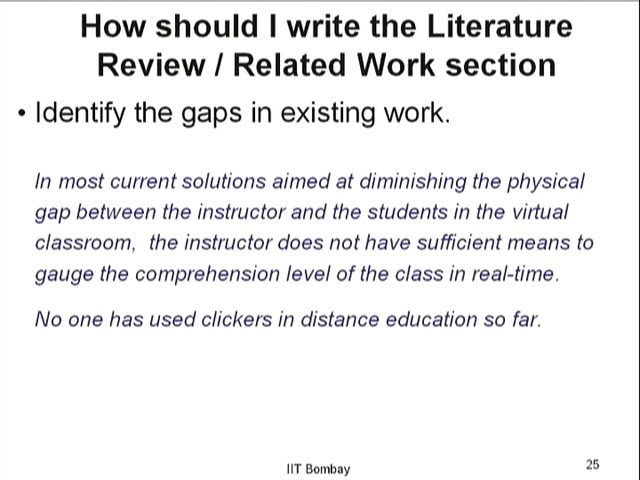 How should I write the Literature
Review / Related Work section
• Identify the gaps in existing work.
In most current solutions aimed at diminishing the physical
gap between the instructor and the students in the virtual
classroom, the instructor does not have sufficient means to
gauge the comprehension level of the class in real-time.
No one has used clickers in distance education so far.
IIT Bombay
25